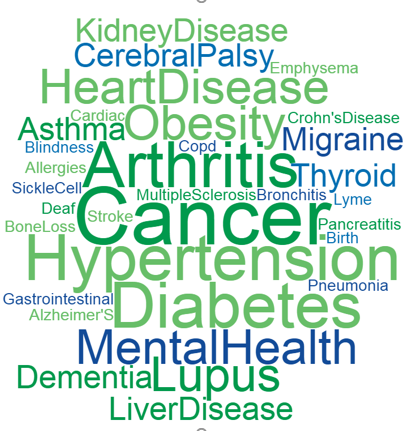 KidneyDisease
CerebralPalsy
Emphysema
HeartDisease
Cardiac
Obesity
Crohn'sDisease
Asthma
Migraine
Blindness
Copd
Arthritis
Allergies
Thyroid
SickleCell
MultipleSclerosis
Bronchitis
Lyme
Deaf
Stroke
Cancer
BoneLoss
Pancreatitis
Birth
Hypertension
Pneumonia
Gastrointestinal
Diabetes
Alzheimer'S
MentalHealth
Dementia
Lupus
LiverDisease